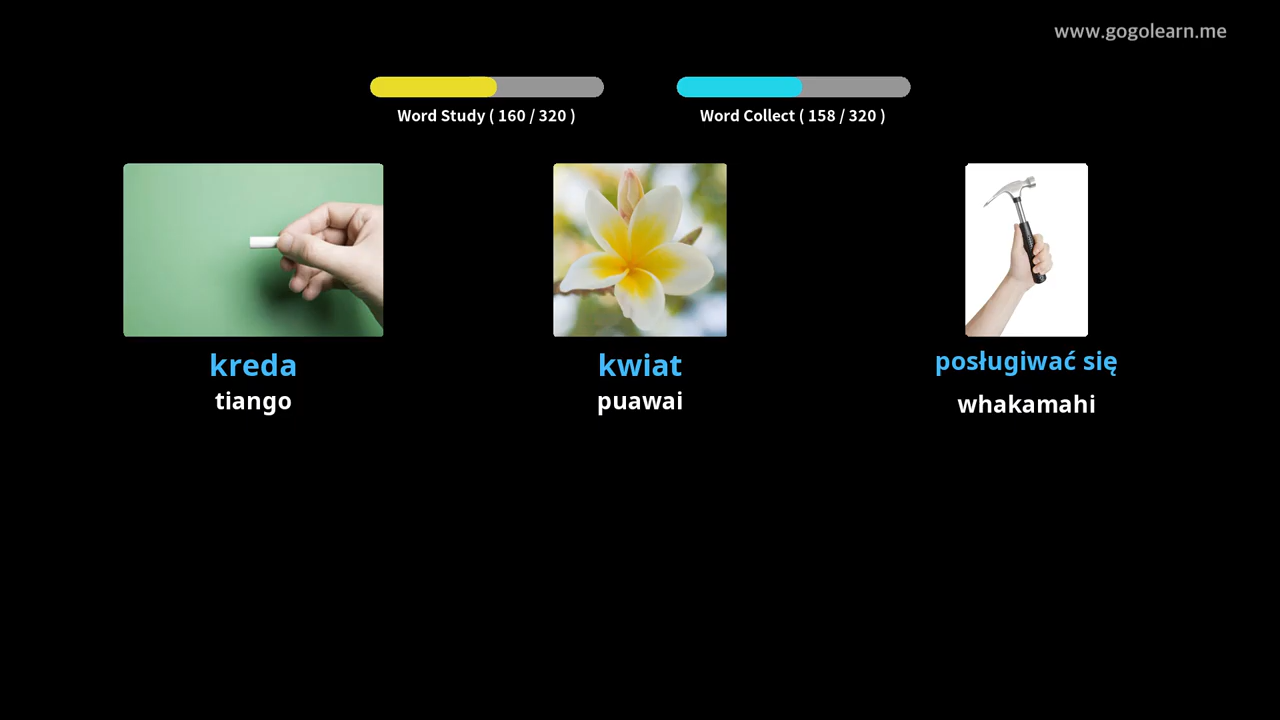 www.gogolearn.me
Word Study ( 160 / 320 )
Word Collect ( 158 / 320 )
kreda
tiango
kwiat
puawai
posługiwać się
whakamahi